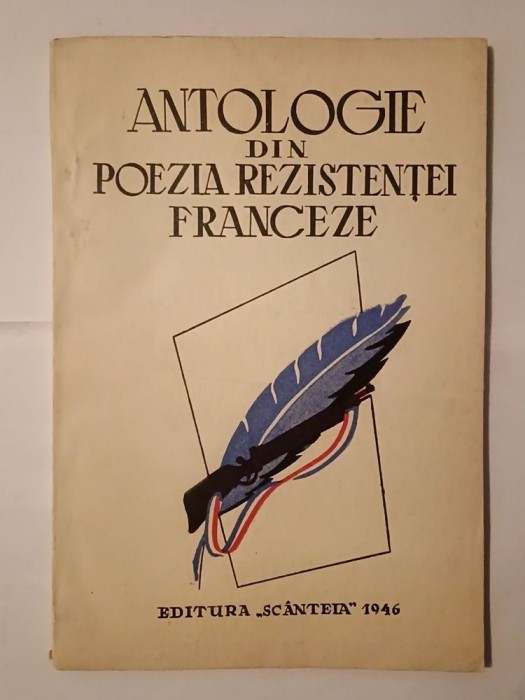 ANTOLOGIE
DIN
POEZIA REZISTENȚEI
FRANCEZE
EDITURA „SCÂNTEIA" 1946